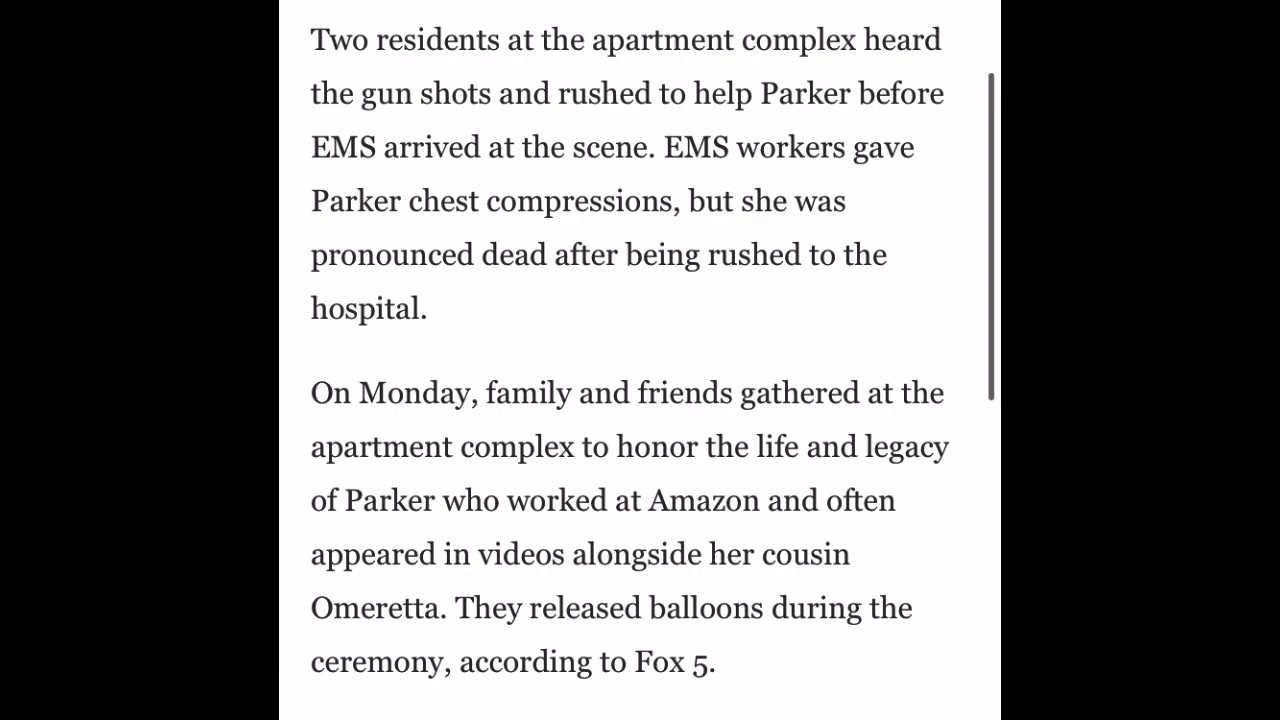 Two residents at the apartment complex heard
the gun shots and rushed to help Parker before
EMS arrived at the scene. EMS workers gave
Parker chest compressions, but she was
pronounced dead after being rushed to the
hospital.
On Monday, family and friends gathered at the
apartment complex to honor the life and legacy
of Parker who worked at Amazon and often
appeared in videos alongside her cousin
Omeretta. They released balloons during the
ceremony, according to Fox 5.